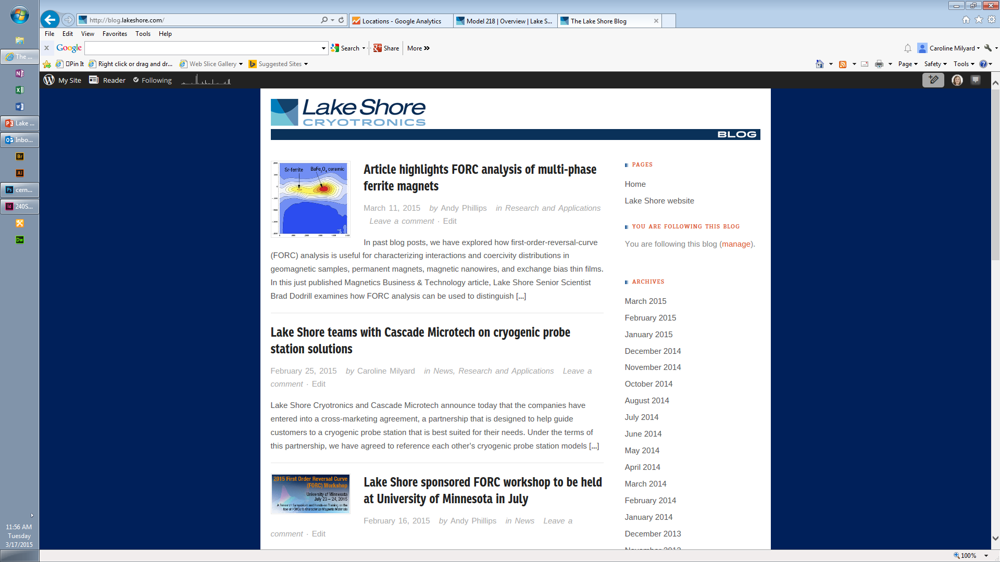 http://blog.lakeshore.com/
Locations - Google Analytics
Model 218 | Overview | Lake S...
The Lake Shore Blog
File Edit View Favorites Tools Help
Google Search Share More »
Caroline Milyard
Pin It Right click or drag and dr... Web Slice Gallery Suggested Sites
Page Safety Tools
My Site Reader Following
The ...
Lake ...
Inbo...
Br
Ai
Ps cern...
Id 240S...
Dw
11:56 AM
Tuesday
3/17/2015
Lake Shore
CRYOTRONICS
BLOG
Sr-ferrite
Article highlights FORC analysis of multi-phase
ferrite magnets
March 11, 2015 by Andy Phillips in Research and Applications
Leave a comment · Edit
In past blog posts, we have explored how first-order-reversal-curve
(FORC) analysis is useful for characterizing interactions and coercivity distributions in
geomagnetic samples, permanent magnets, magnetic nanowires, and exchange bias thin films.
In this just published Magnetics Business & Technology article, Lake Shore Senior Scientist
Brad Dodrill examines how FORC analysis can be used to distinguish [...]
Lake Shore teams with Cascade Microtech on cryogenic probe
station solutions
February 25, 2015 by Caroline Milyard in News, Research and Applications Leave a
comment · Edit
Lake Shore Cryotronics and Cascade Microtech announce today that the companies have
entered into a cross-marketing agreement, a partnership that is designed to help guide
customers to a cryogenic probe station that is best suited for their needs. Under the terms of
this partnership, we have agreed to reference each other’s cryogenic probe station models [...]
2015 First Order Reversal Curve
(FORC) Workshop
University of Minnesota
July 23 – 24, 2015
A Research Symposium and Hands-on Training on the
Use of FORCs to Characterize Magnetic Materials
Lake Shore sponsored FORC workshop to be held
at University of Minnesota in July
February 16, 2015 by Andy Phillips in News Leave a
comment · Edit
PAGES
Home
Lake Shore website
YOU ARE FOLLOWING THIS BLOG
You are following this blog (manage).
ARCHIVES
March 2015
February 2015
January 2015
December 2014
November 2014
October 2014
August 2014
July 2014
June 2014
May 2014
April 2014
March 2014
February 2014
January 2014
December 2013
November 2013
100%